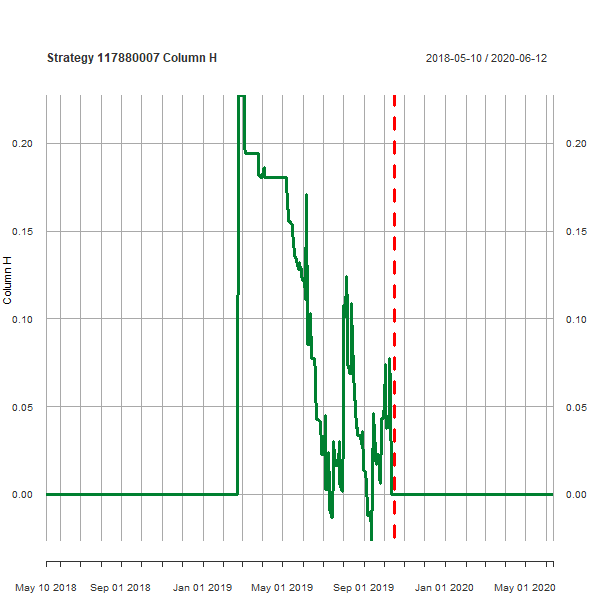 Strategy 117880007 Column H
2018-05-10 / 2020-06-12
0.20
0.20
0.15
0.15
Column H
0.10
0.10
0.05
0.05
0.00
0.00
May 10 2018
Sep 01 2018
Jan 01 2019
May 01 2019
Sep 01 2019
Jan 01 2020
May 01 2020